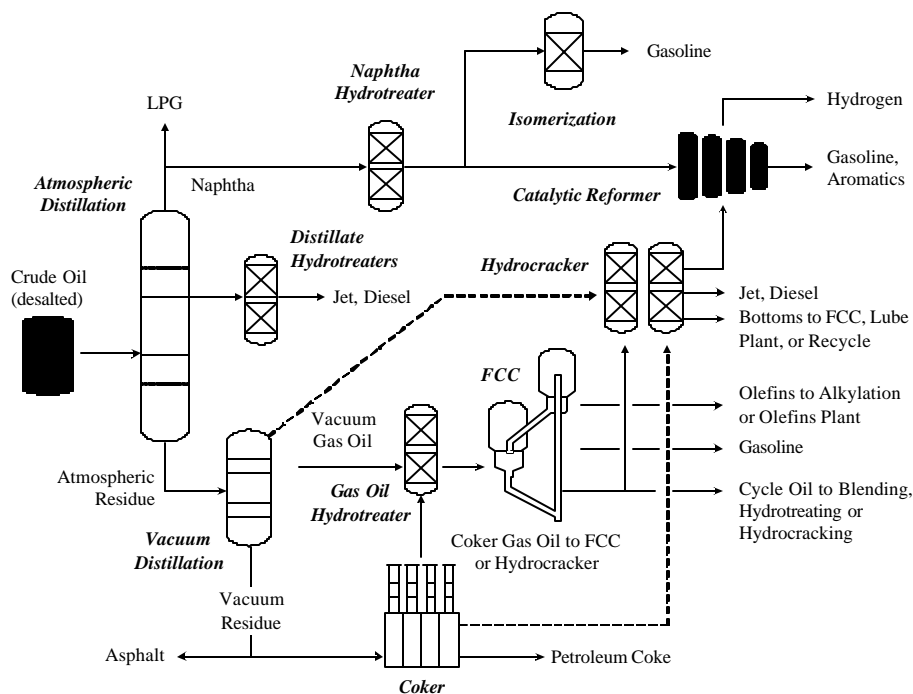 Gasoline
Naphtha
Hydrotreater
LPG
Isomerization
Hydrogen
Gasoline,
Aromatics
Atmospheric
Distillation
Naphtha
Catalytic Reformer
Distillate
Hydrotreaters
Hydrocracker
Crude Oil
(desalted)
Jet, Diesel
Jet, Diesel
Bottoms to FCC, Lube
Plant, or Recycle
FCC
Olefins to Alkylation
or Olefins Plant
Vacuum
Gas Oil
Gasoline
Atmospheric
Residue
Gas Oil
Hydrotreater
Cycle Oil to Blending,
Hydrotreating or
Hydrocracking
Vacuum
Distillation
Coker Gas Oil to FCC
or Hydrocracker
Vacuum
Residue
Asphalt
Petroleum Coke
Coker